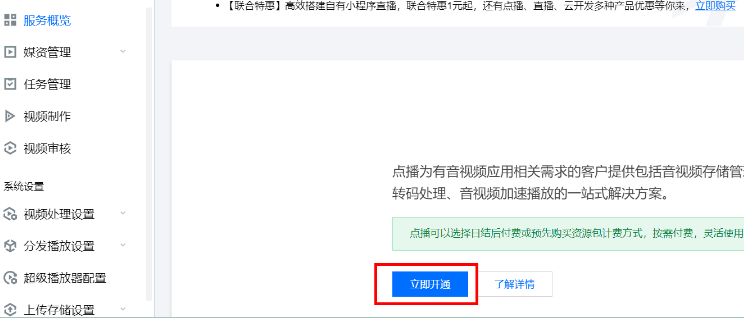 【联合特惠】高效搭建自有小程序直播，联合特惠1元起，还有点播、直播、云开发多种产品优惠等你来，立即购买
服务概览
媒资管理
任务管理
视频制作
视频审核
系统设置
视频处理设置
分发播放设置
超级播放器配置
上传存储设置
点播为有音视频应用相关需求的客户提供包括音视频存储管
转码处理、音视频加速播放的一站式解决方案。
点播可以选择日结后付费或预先购买资源包计费方式，按需付费，灵活使用
立即开通
了解详情